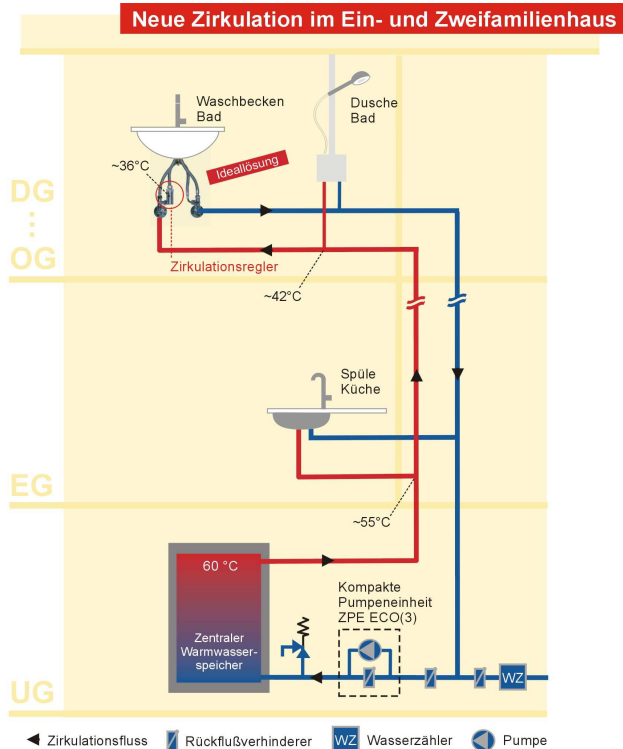 Neue Zirkulation im Ein- und Zweifamilienhaus
Waschbecken
Bad
Dusche
Bad
~36°C
Ideallösung
DG
OG
Zirkulationsregler
~42°C
Spüle
Küche
EG
~55°C
60 °C
Kompakte
Pumpeneinheit
ZPE ECO(3)
Zentraler
Warmwasser-
speicher
WZ
UG
Zirkulationsfluss
Rückflußverhinderer
WZ Wasserzähler
Pumpe